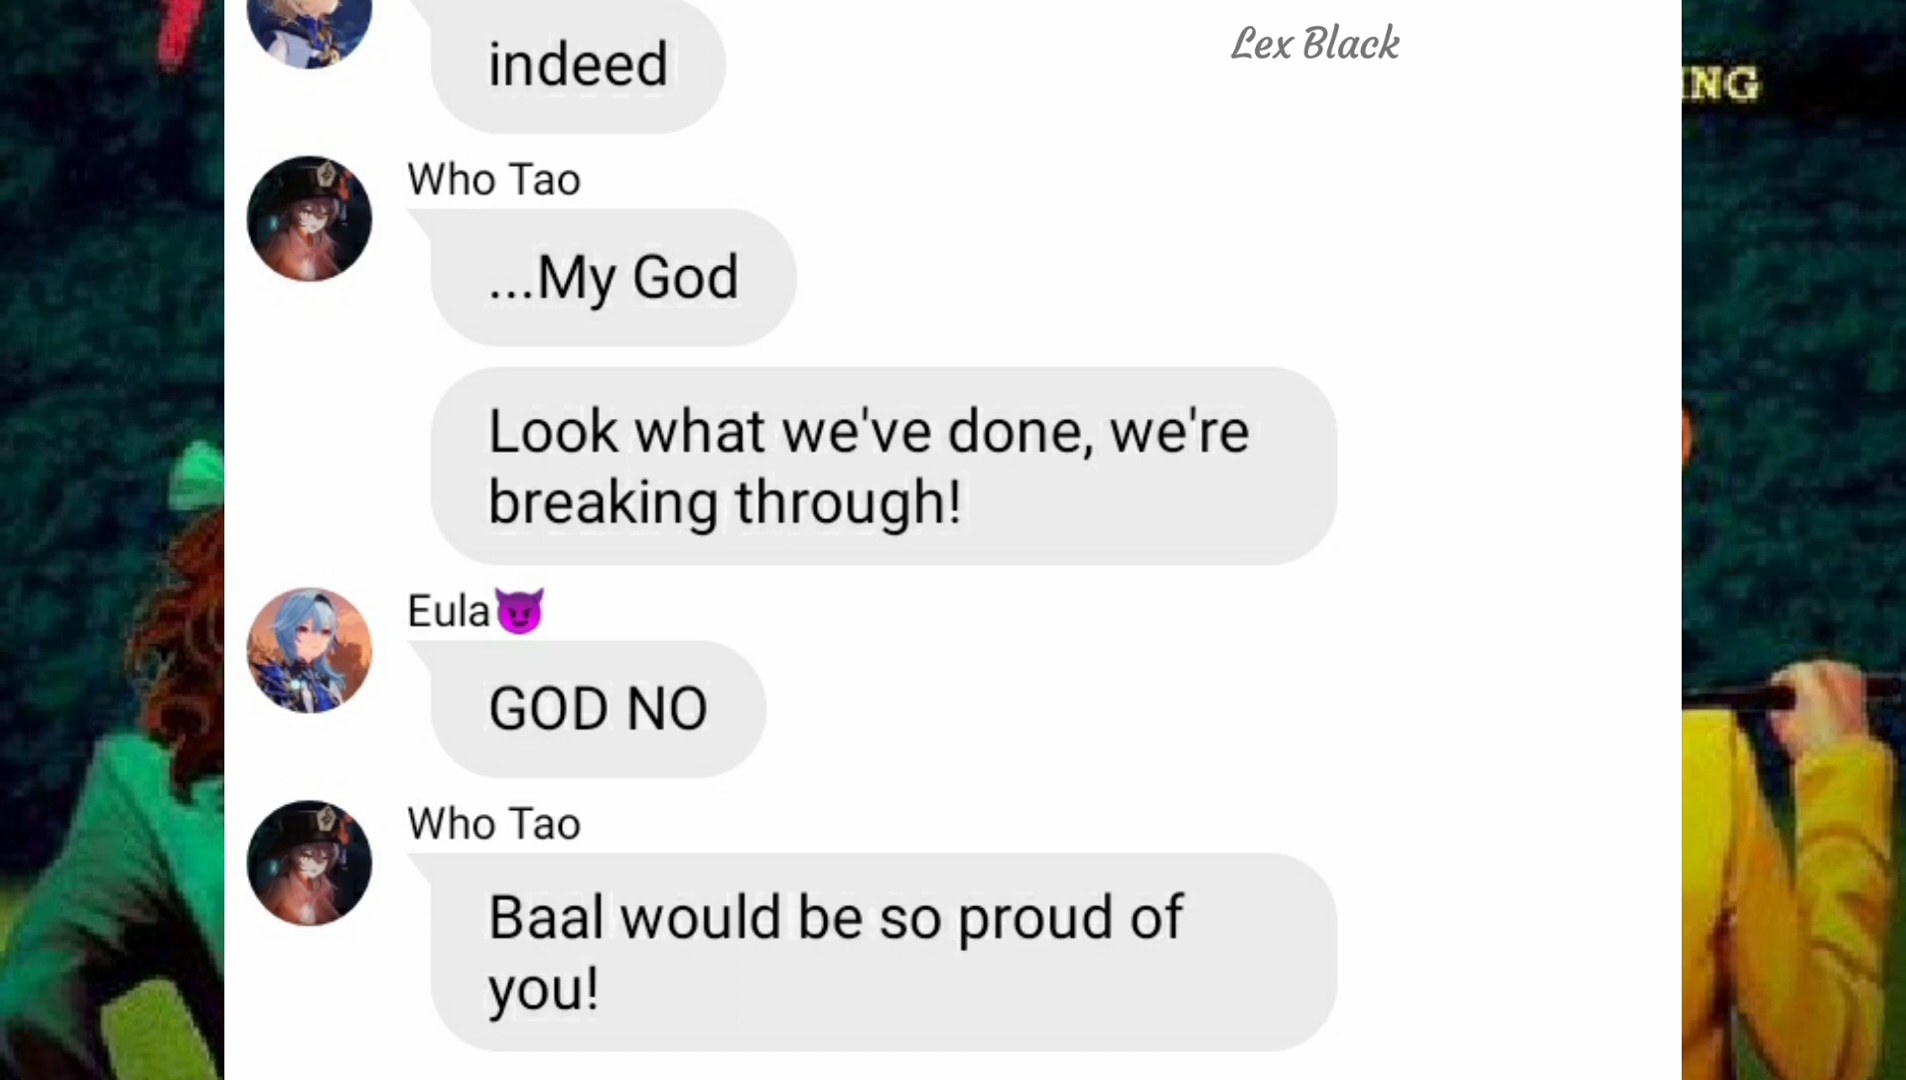 Lex Black
indeed
ING
Who Tao
...My God
Look what we've done, we're
breaking through!
Eula😈
GOD NO
Who Tao
Baal would be so proud of
you!